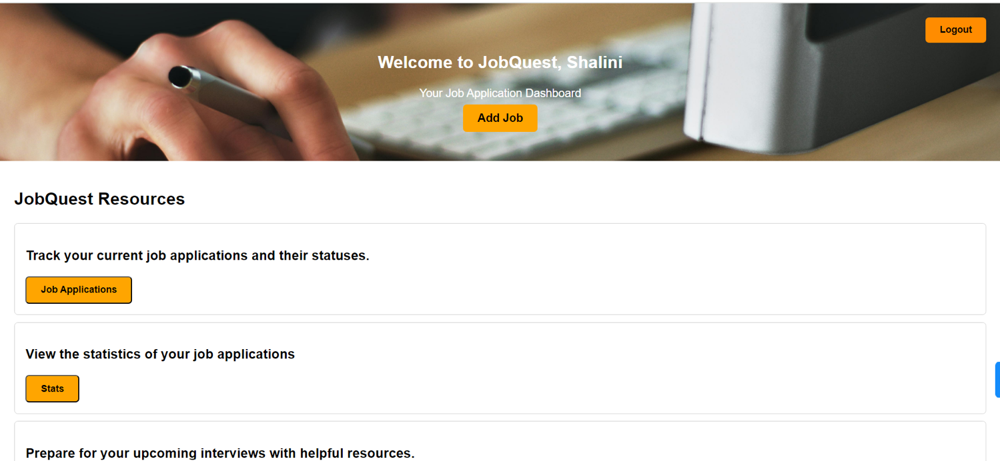 Logout
Welcome to JobQuest, Shalini
Your Job Application Dashboard
Add Job
JobQuest Resources
Track your current job applications and their statuses.
Job Applications
View the statistics of your job applications
Stats
Prepare for your upcoming interviews with helpful resources.